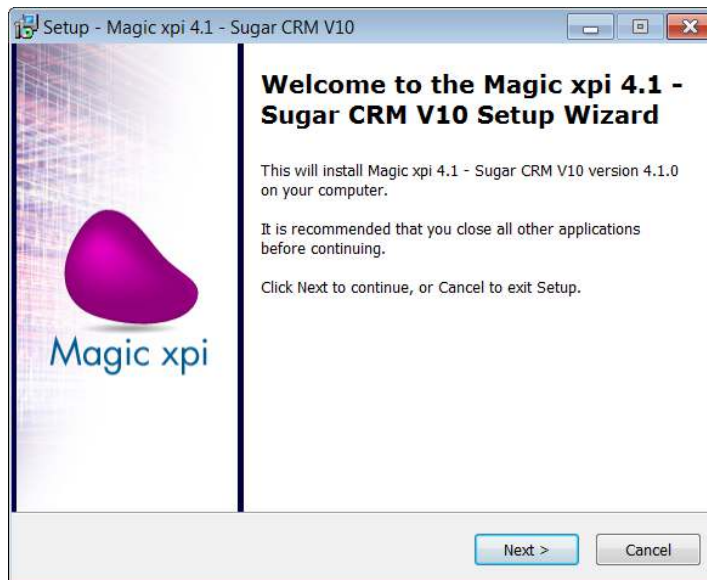 Setup - Magic xpi 4.1 - Sugar CRM V10
Welcome to the Magic xpi 4.1 -
Sugar CRM V10 Setup Wizard
This will install Magic xpi 4.1 - Sugar CRM V10 version 4.1.0
on your computer.
It is recommended that you close all other applications
before continuing.
Click Next to continue, or Cancel to exit Setup.
Magic xpi
Next >
Cancel